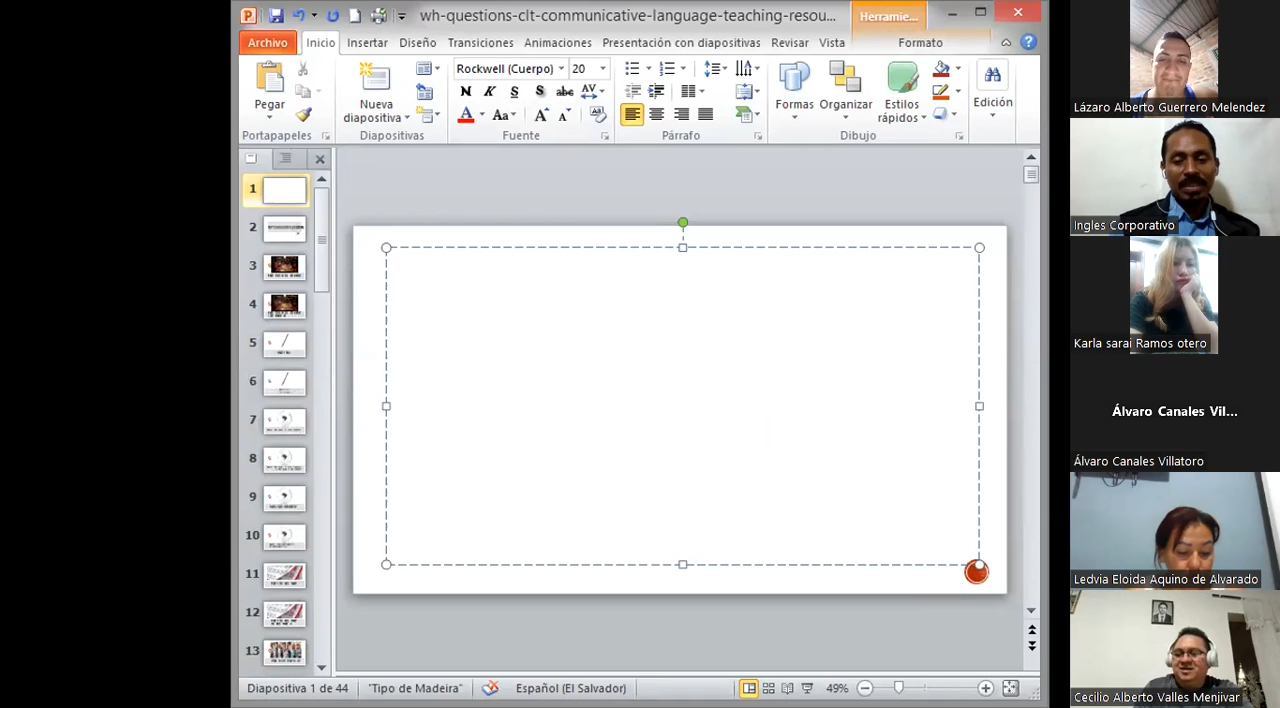 wh-questions-clt-communicative-language-teaching-resou...
Herramie...
Archivo
Inicio
Insertar
Diseño
Transiciones
Animaciones
Presentación con diapositivas
Revisar
Vista
Formato
Pegar
Portapapeles
Nueva
diapositiva
Diapositivas
Rockwell (Cuerpo)
20
N K S S abc AV
A Aa A A
Fuente
Párrafo
Formas
Organizar
Estilos
rápidos
Dibujo
Edición
1
2
3
4
5
6
7
8
9
10
11
12
13
Diapositiva 1 de 44
"Tipo de Madeira"
Español (El Salvador)
49%
Lázaro Alberto Guerrero Melendez
Ingles Corporativo
Karla sarai Ramos otero
Álvaro Canales Vil...
Álvaro Canales Villatoro
Ledvia Eloida Aquino de Alvarado
Cecilio Alberto Valles Menjivar